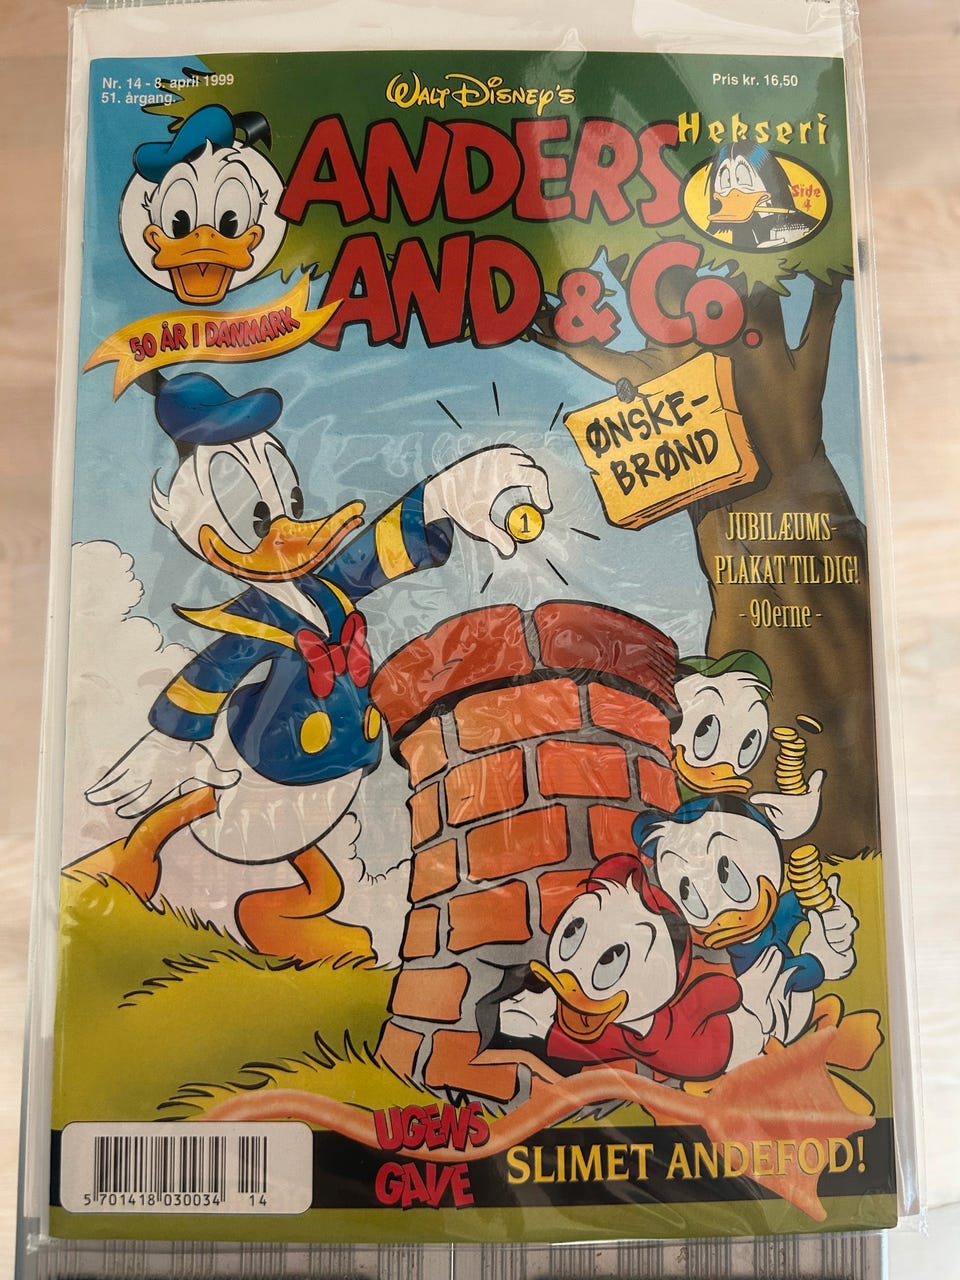 Nr. 14 - 8. april 1999
51. årgang.
WALT DISNEY'S
Pris kr. 16,50
ANDERS
AND & Co.
Hekseri
Side
4
50 ÅR I DANMARK
ØNSKE-
BRØND
1
JUBILÆUMS-
PLAKAT TIL DIG!
- 90erne -
UGENS
GAVE
SLIMET ANDEFOD!
5 701418 030034 14